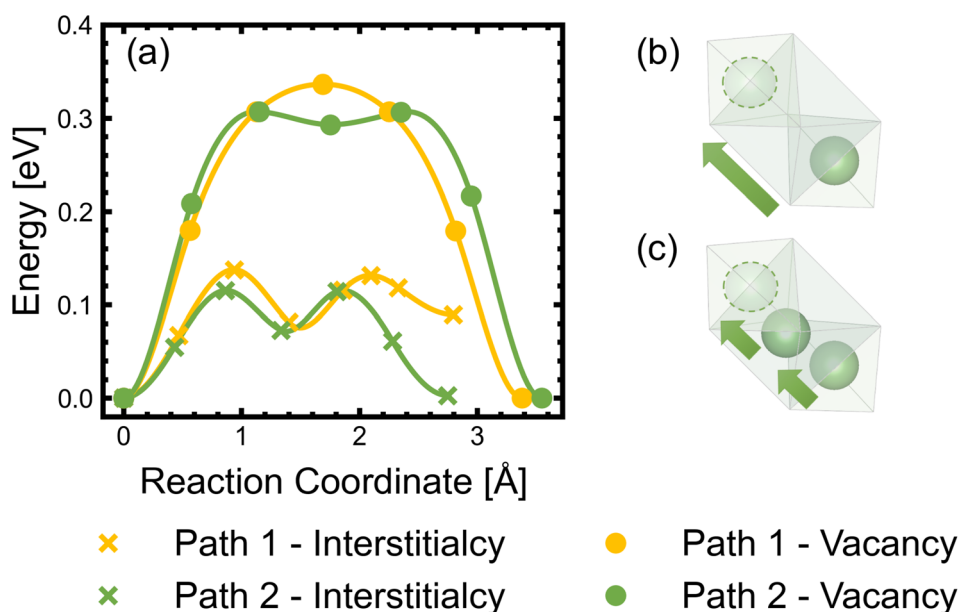 (a)
0.4
0.3
0.2
0.1
0.0
Energy [eV]
0 1 2 3
Reaction Coordinate [Å]
(b)
(c)
Path 1 - Interstitialcy Path 1 - Vacancy
Path 2 - Interstitialcy Path 2 - Vacancy